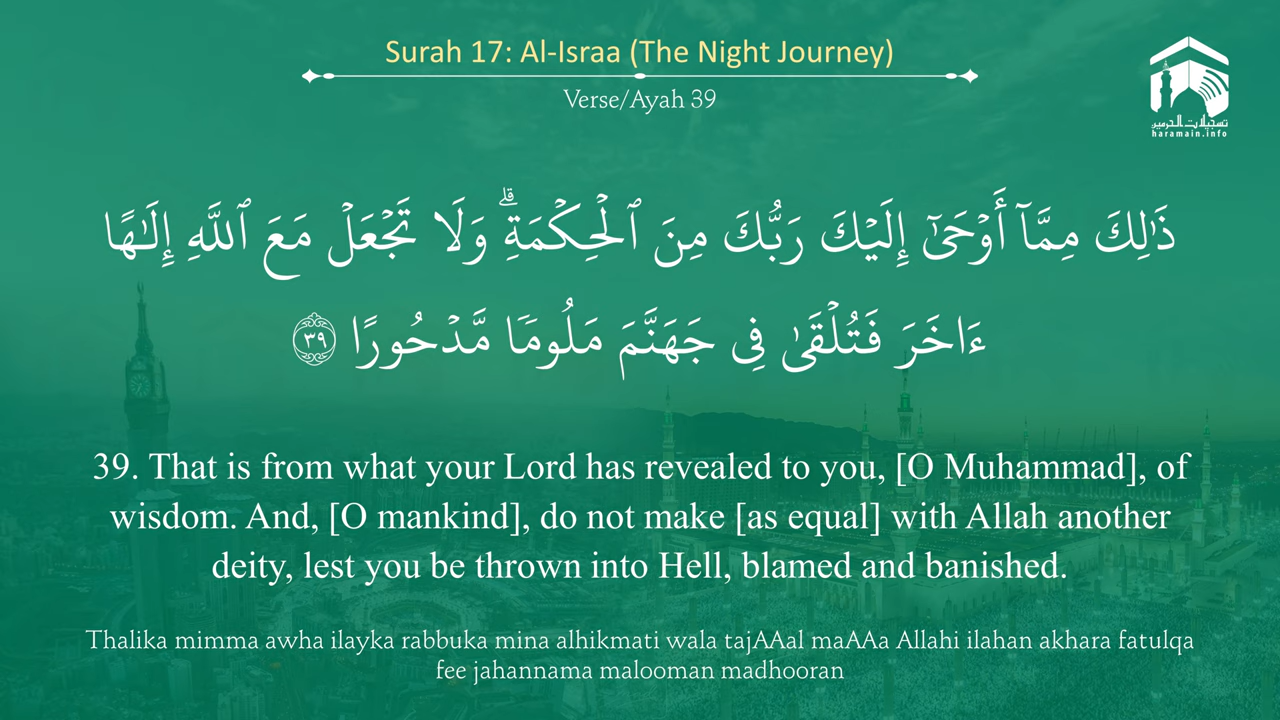 Surah 17: Al-Israa (The Night Journey)
Verse/Ayah 39
تسجيلات الحرمين
haramain.info
ذَٰلِكَ مِمَّآ أَوْحَىٰٓ إِلَيْكَ رَبُّكَ مِنَ ٱلْحِكْمَةِ ۗ وَلَا تَجْعَلْ مَعَ ٱللَّهِ إِلَـٰهًا
ءَاخَرَ فَتُلْقَىٰ فِى جَهَنَّمَ مَلُومًا مَّدْحُورًا ٣٩
39. That is from what your Lord has revealed to you, [O Muhammad], of
wisdom. And, [O mankind], do not make [as equal] with Allah another
deity, lest you be thrown into Hell, blamed and banished.
Thalika mimma awha ilayka rabbuka mina alhikmati wala tajAAal maAAa Allahi ilahan akhara fatulqa
fee jahannama malooman madhooran